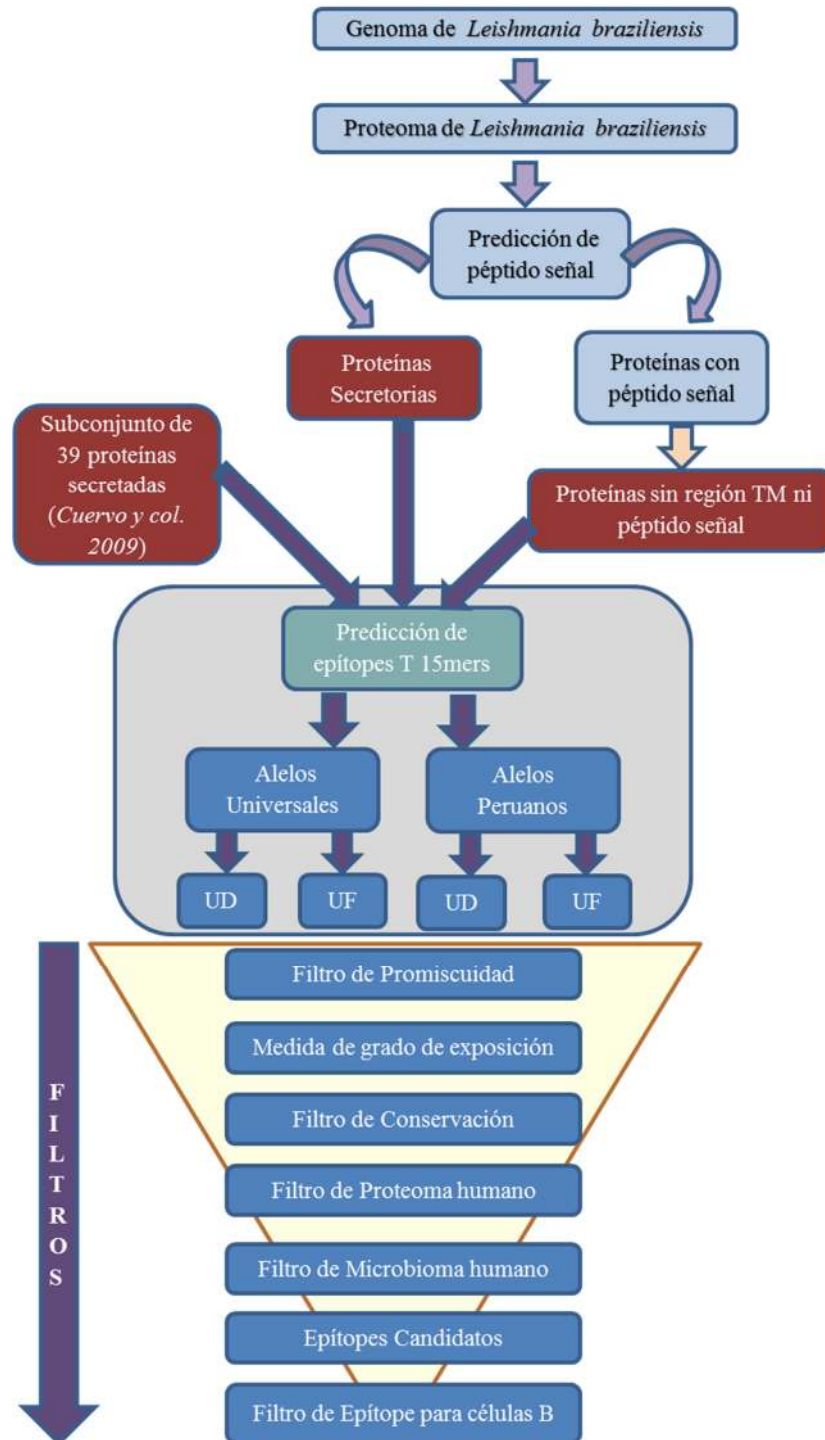 Genoma de Leishmania braziliensis
Proteoma de Leishmania braziliensis
Predicción de
péptido señal
Proteínas
Secretorias
Proteínas con
péptido señal
Subconjunto de
39 proteínas
secretadas
(Cuervo y col.
2009)
Proteínas sin región TM ni
péptido señal
Predicción de
epítopes T 15mers
Alelos
Universales
Alelos
Peruanos
UD
UF
UD
UF
FILTROS
Filtro de Promiscuidad
Medida de grado de exposición
Filtro de Conservación
Filtro de Proteoma humano
Filtro de Microbioma humano
Epítopes Candidatos
Filtro de Epítope para células B